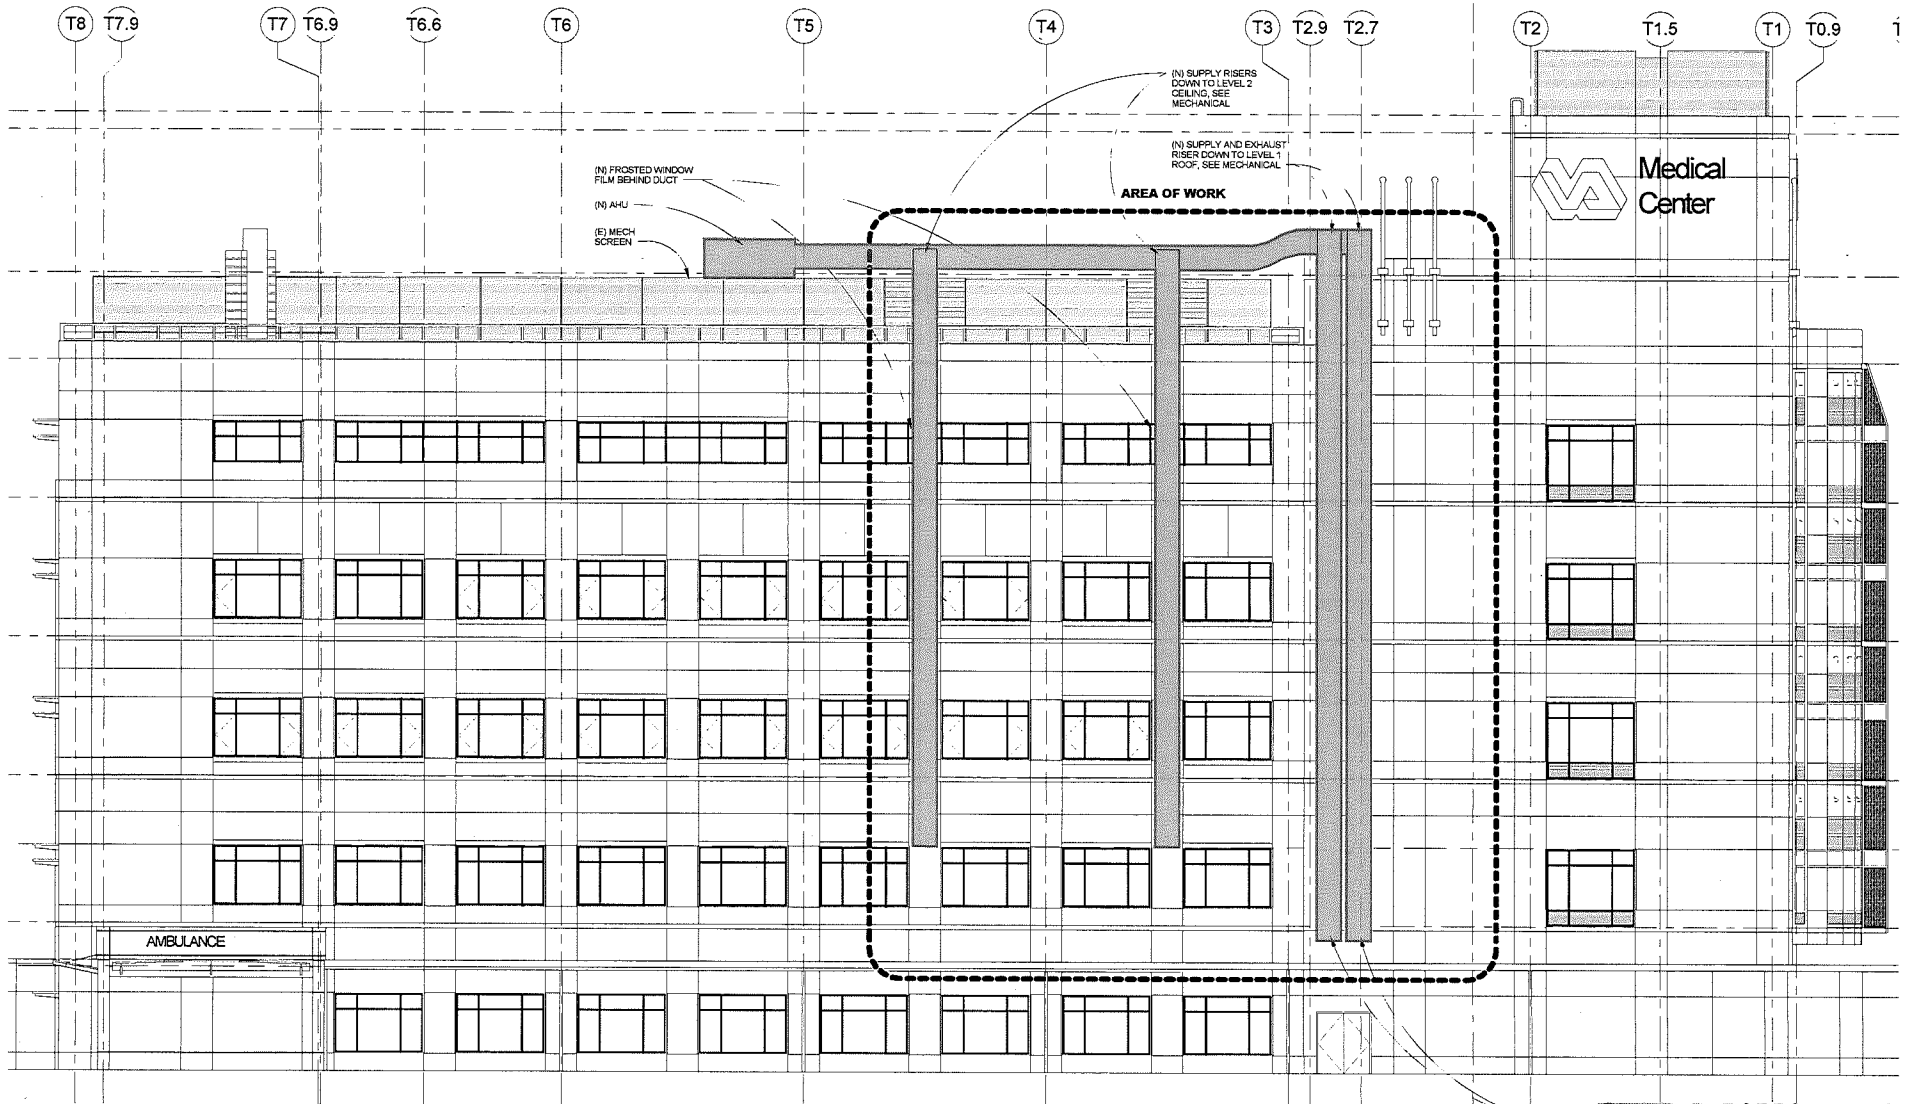 T8
T7.9
T7
T6.9
T6.6
T6
T5
T4
T3
T2.9
T2.7
T2
T1.5
T1
T0.9
(N) SUPPLY RISERS
DOWN TO LEVEL 2
CEILING, SEE
MECHANICAL
(N) SUPPLY AND EXHAUST
RISER DOWN TO LEVEL 1
ROOF, SEE MECHANICAL
(N) FROSTED WINDOW
FILM BEHIND DUCT
(N) AHU
(E) MECH
SCREEN
AREA OF WORK
VA
Medical
Center
AMBULANCE